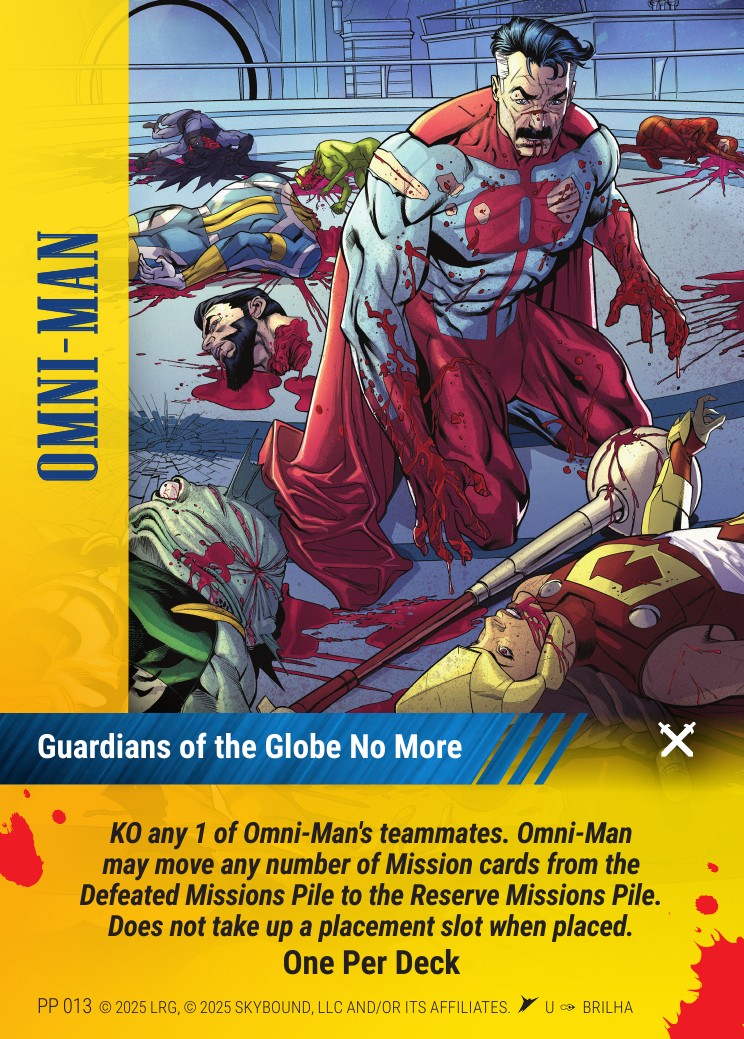 OMNI-MAN
Guardians of the Globe No More
KO any 1 of Omni-Man's teammates. Omni-Man
may move any number of Mission cards from the
Defeated Missions Pile to the Reserve Missions Pile.
Does not take up a placement slot when placed.
One Per Deck
PP 013 © 2025 LRG, © 2025 SKYBOUND, LLC AND/OR ITS AFFILIATES. U BRILHA